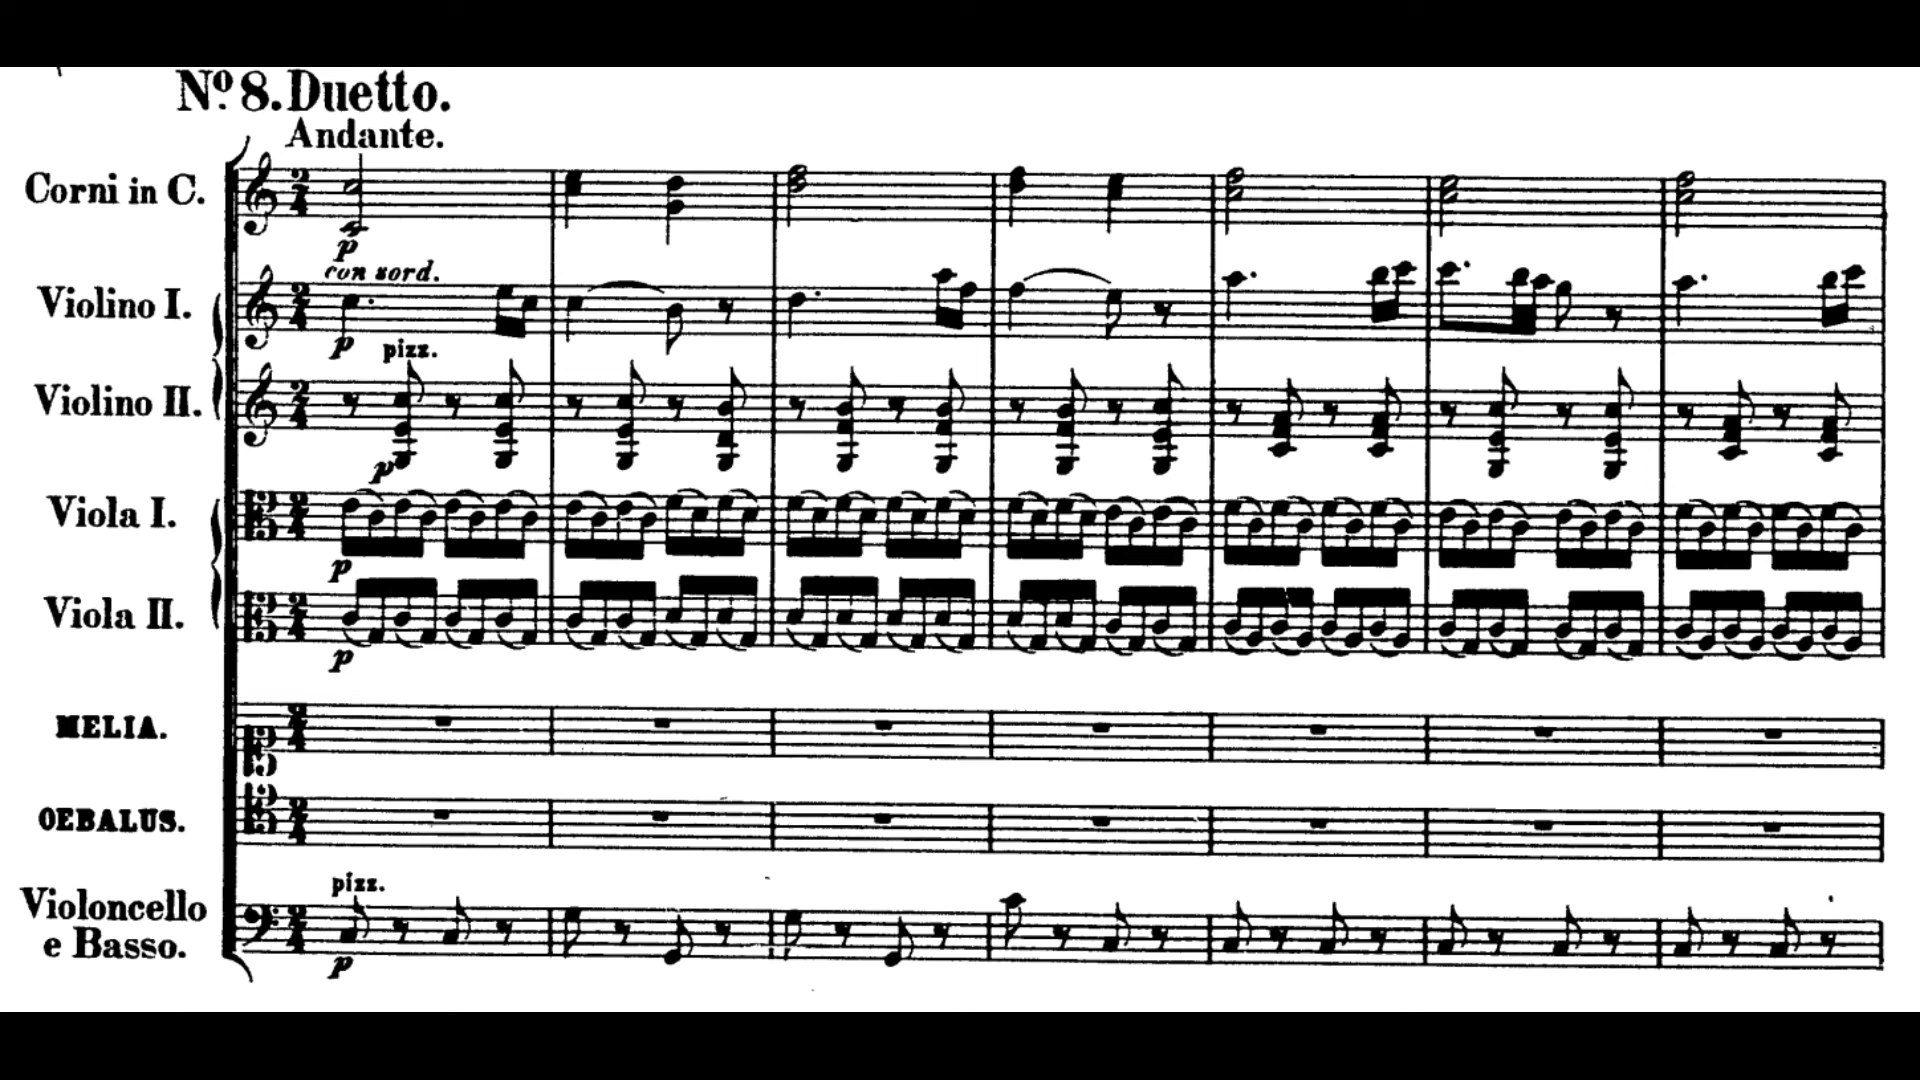 Nº 8. Duetto.
Andante.
Corni in C.
p
con sord.
Violino I.
p
pizz.
Violino II.
p
Viola I.
p
Viola II.
p
MELIA.
OEBALUS.
pizz.
Violoncello
e Basso.
p